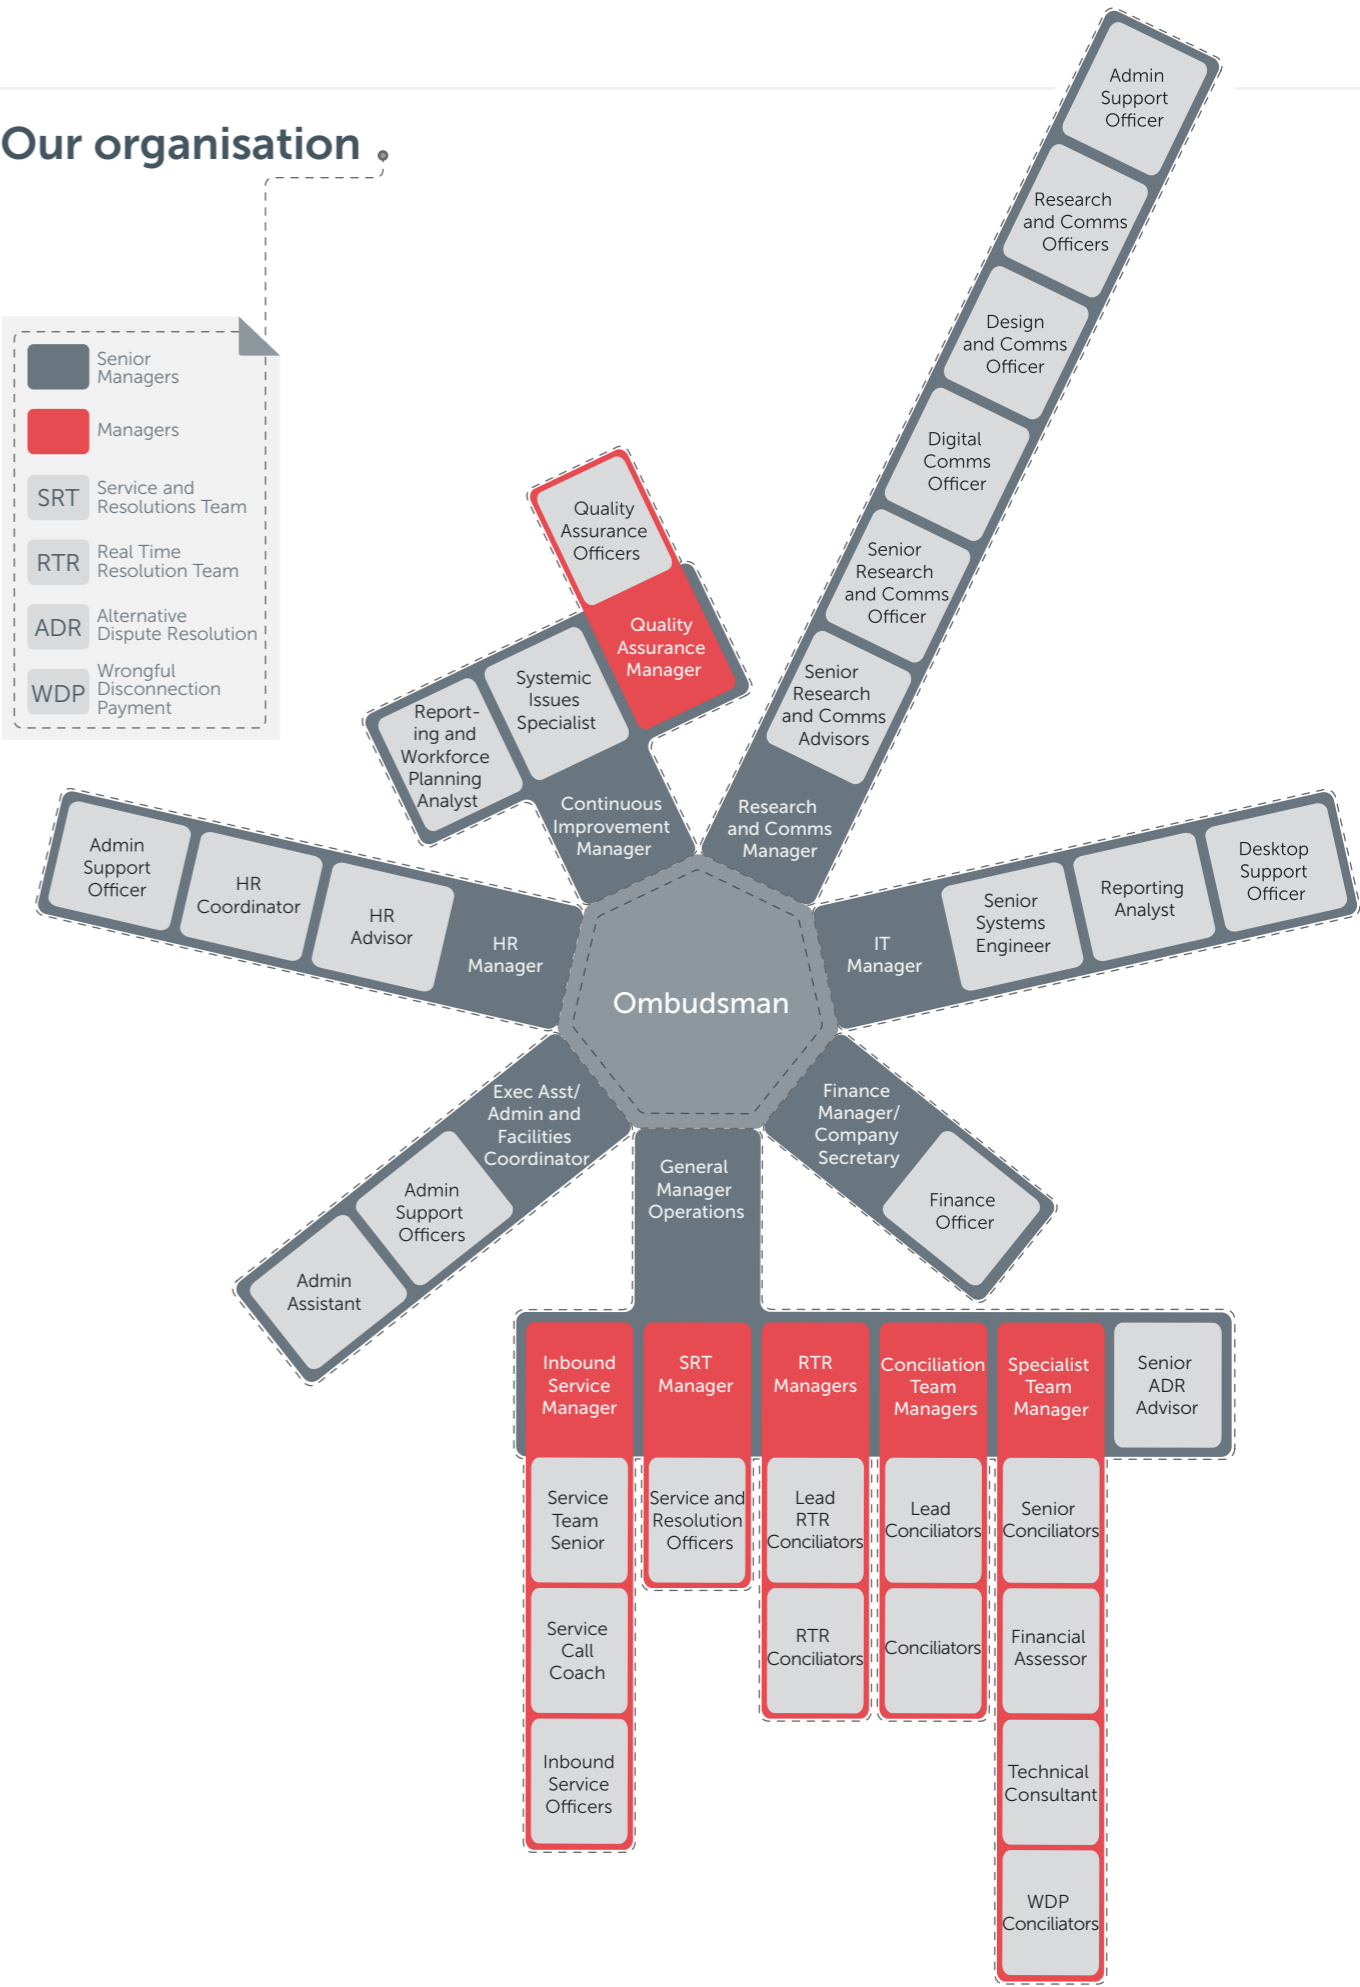 Our organisation
Senior
Managers
Managers
SRT
Service and
Resolutions Team
RTR
Real Time
Resolution Team
ADR
Alternative
Dispute Resolution
WDP
Wrongful
Disconnection
Payment
Admin
Support
Officer
Research
and Comms
Officers
Design
and Comms
Officer
Digital
Comms
Officer
Senior
Research
and Comms
Officer
Senior
Research
and Comms
Advisors
Research
and Comms
Manager
Quality
Assurance
Officers
Quality
Assurance
Manager
Systemic
Issues
Specialist
Report-
ing and
Workforce
Planning
Analyst
Continuous
Improvement
Manager
Admin
Support
Officer
HR
Coordinator
HR
Advisor
HR
Manager
Ombudsman
IT
Manager
Senior
Systems
Engineer
Reporting
Analyst
Desktop
Support
Officer
Exec Asst/
Admin and
Facilities
Coordinator
Admin
Support
Officers
Admin
Assistant
General
Manager
Operations
Finance
Manager/
Company
Secretary
Finance
Officer
Inbound
Service
Manager
SRT
Manager
RTR
Managers
Conciliation
Team
Managers
Specialist
Team
Manager
Senior
ADR
Advisor
Service
Team
Senior
Service and
Resolution
Officers
Lead
RTR
Conciliators
Lead
Conciliators
Senior
Conciliators
Service
Call
Coach
RTR
Conciliators
Conciliators
Financial
Assessor
Inbound
Service
Officers
Technical
Consultant
WDP
Conciliators